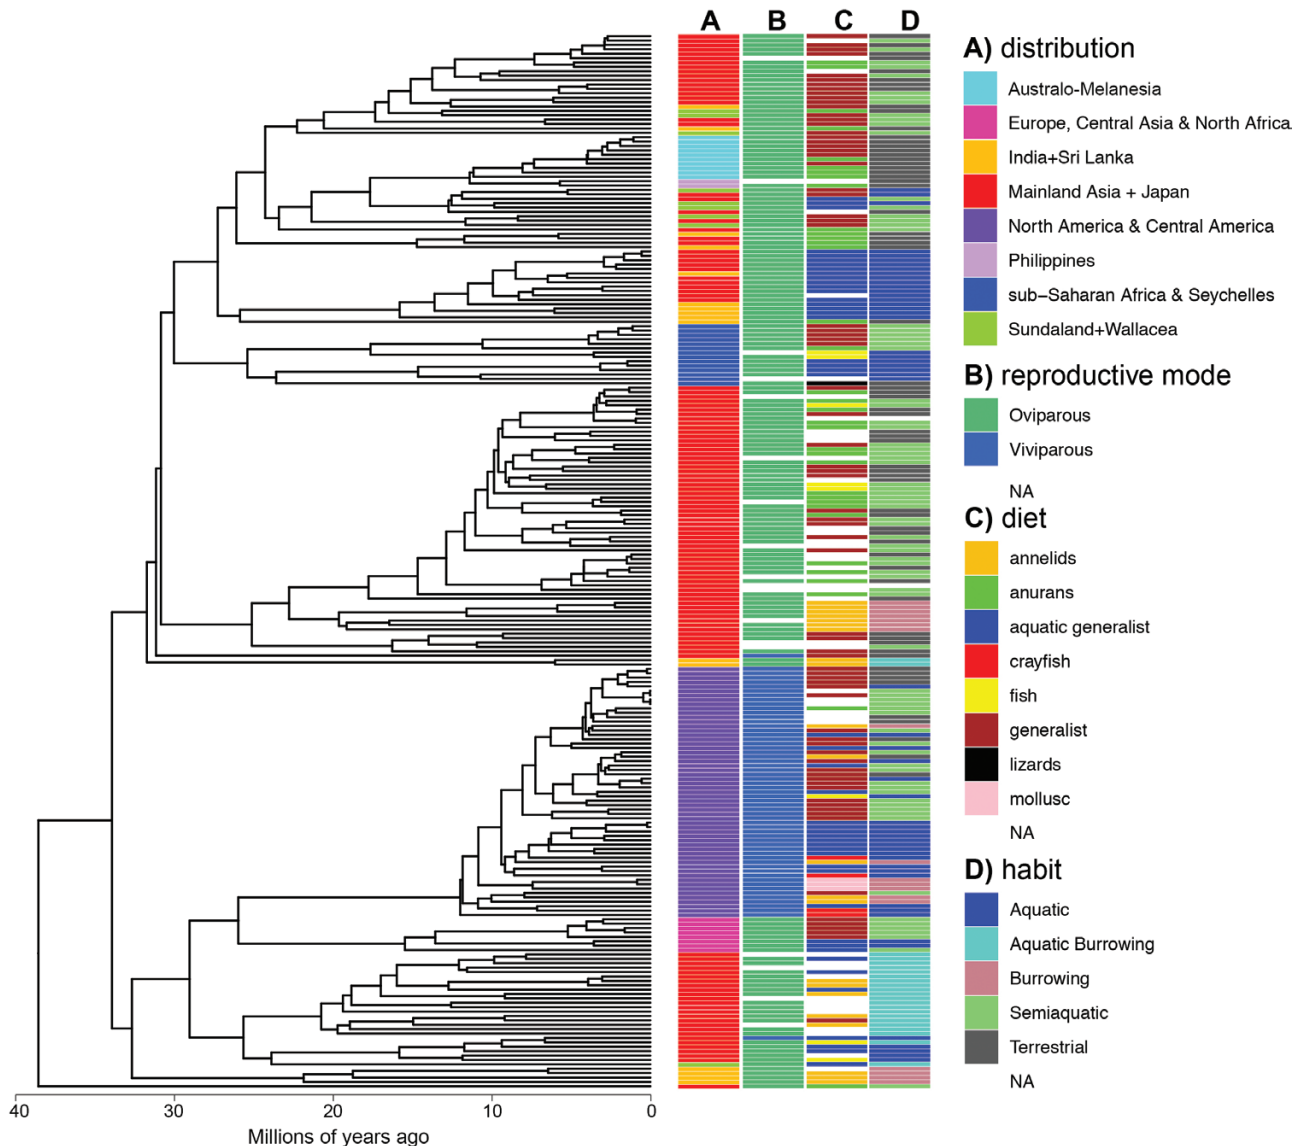 A B C D
A) distribution
Australo-Melanesia
Europe, Central Asia & North Africa
India+Sri Lanka
Mainland Asia + Japan
North America & Central America
Philippines
sub−Saharan Africa & Seychelles
Sundaland+Wallacea
B) reproductive mode
Oviparous
Viviparous
NA
C) diet
annelids
anurans
aquatic generalist
crayfish
fish
generalist
lizards
mollusc
NA
D) habit
Aquatic
Aquatic Burrowing
Burrowing
Semiaquatic
Terrestrial
NA
40 30 20 10 0
Millions of years ago